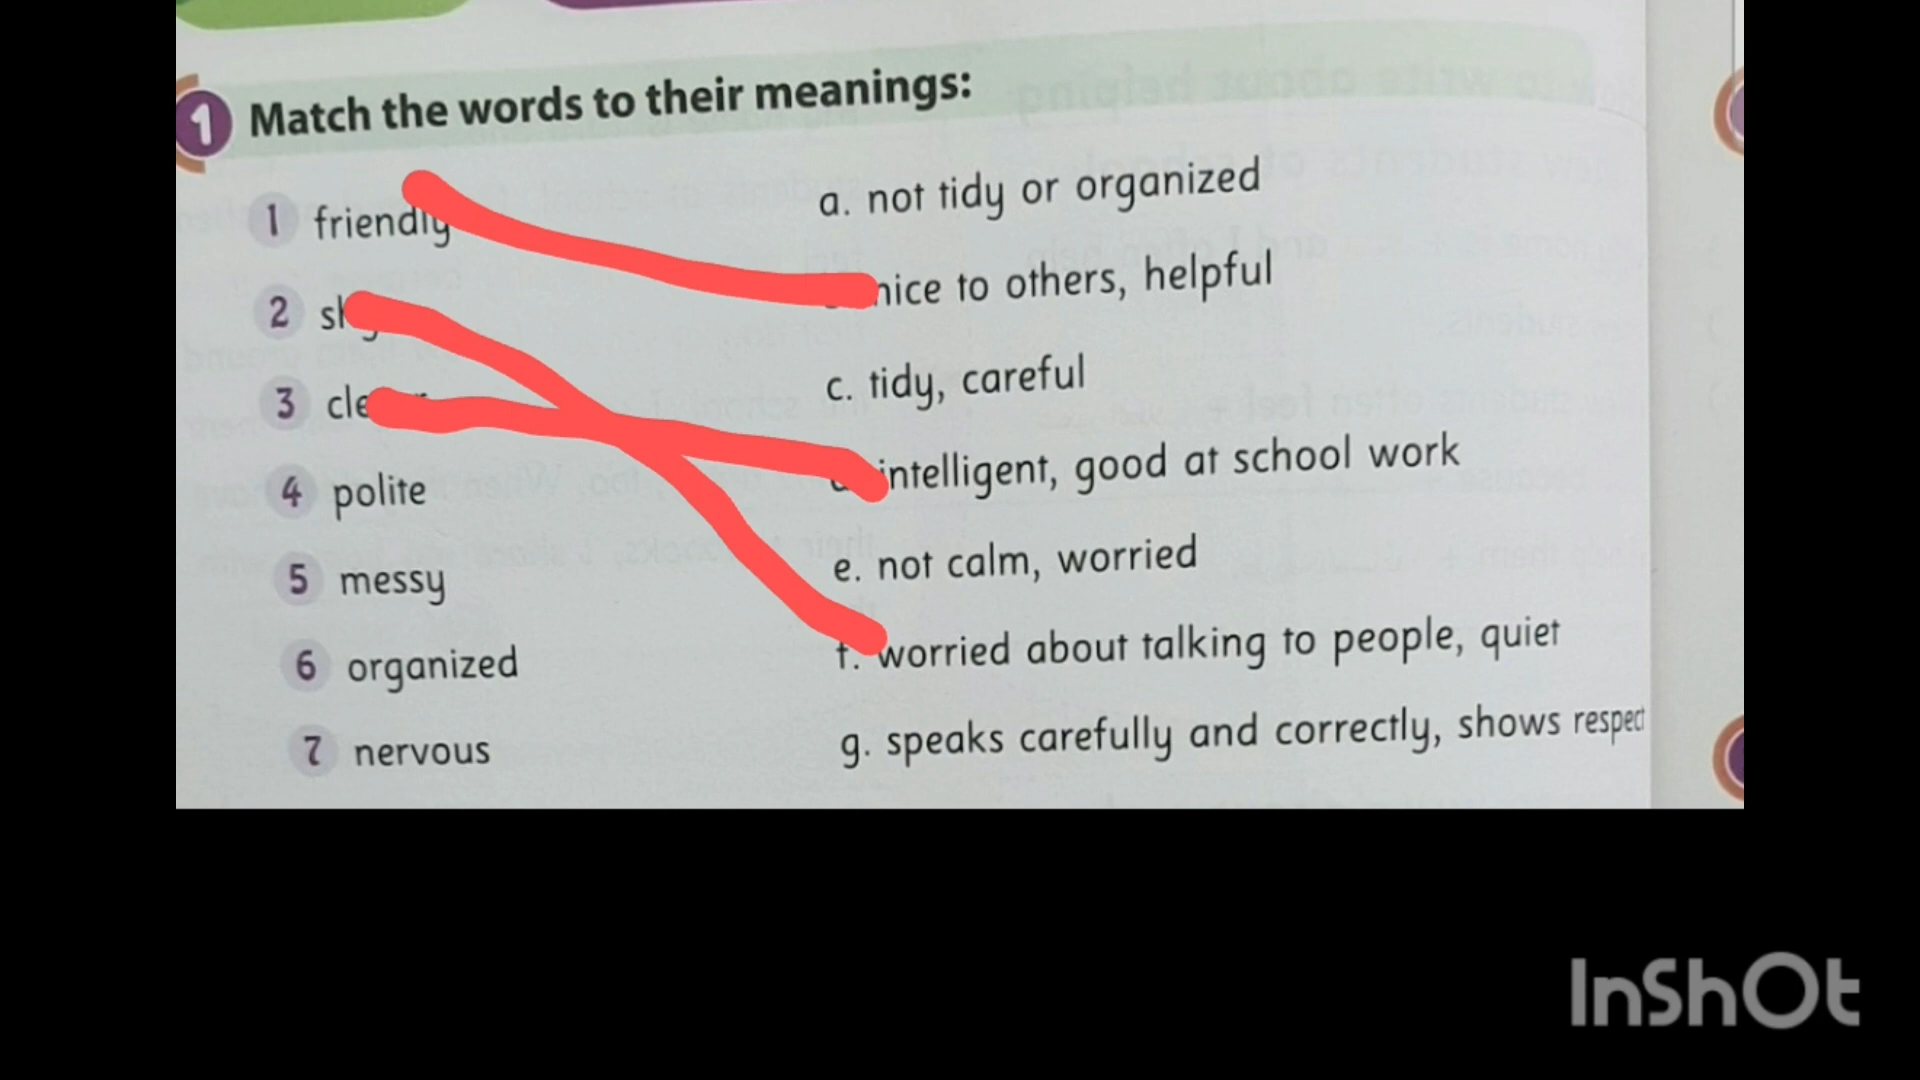 1 Match the words to their meanings:
1 friendly
a. not tidy or organized
2
nice to others, helpful
3
c. tidy, careful
4 polite
intelligent, good at school work
5 messy
e. not calm, worried
6 organized
f. worried about talking to people, quiet
7 nervous
g. speaks carefully and correctly, shows respect
InShOt